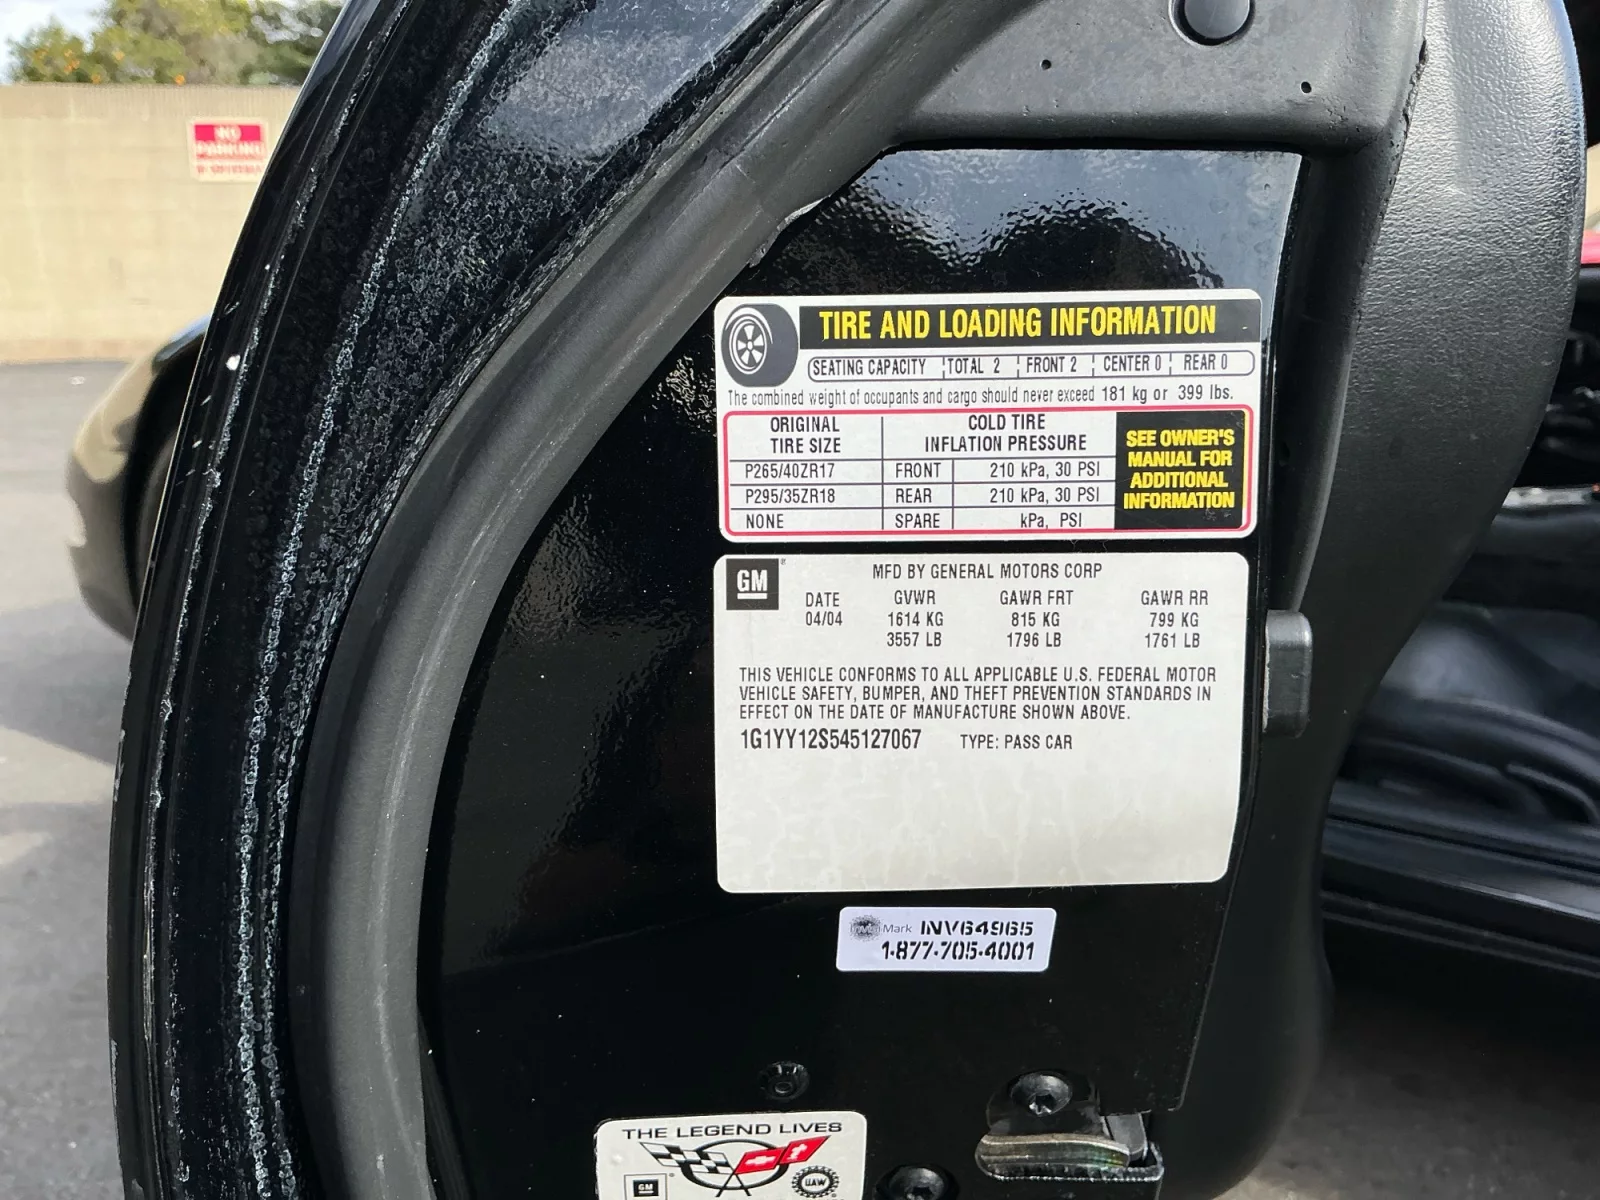 NO
PARKING
TIRE AND LOADING INFORMATION
SEATING CAPACITY TOTAL 2 FRONT 2 CENTER 0 REAR 0
The combined weight of occupants and cargo should never exceed 181 kg or 399 lbs.
ORIGINAL TIRE SIZE COLD TIRE INFLATION PRESSURE
P265/40ZR17 FRONT 210 kPa, 30 PSI
P295/35ZR18 REAR 210 kPa, 30 PSI
NONE SPARE kPa, PSI
SEE OWNER'S
MANUAL FOR
ADDITIONAL
INFORMATION
GM
MFD BY GENERAL MOTORS CORP
DATE GVWR GAWR FRT GAWR RR
04/04 1614 KG 815 KG 799 KG
3557 LB 1796 LB 1761 LB
THIS VEHICLE CONFORMS TO ALL APPLICABLE U.S. FEDERAL MOTOR
VEHICLE SAFETY, BUMPER, AND THEFT PREVENTION STANDARDS IN
EFFECT ON THE DATE OF MANUFACTURE SHOWN ABOVE.
1G1YY12S545127067 TYPE: PASS CAR
Mark INV64965
1-877-705-4001
THE LEGEND LIVES
GM UAW